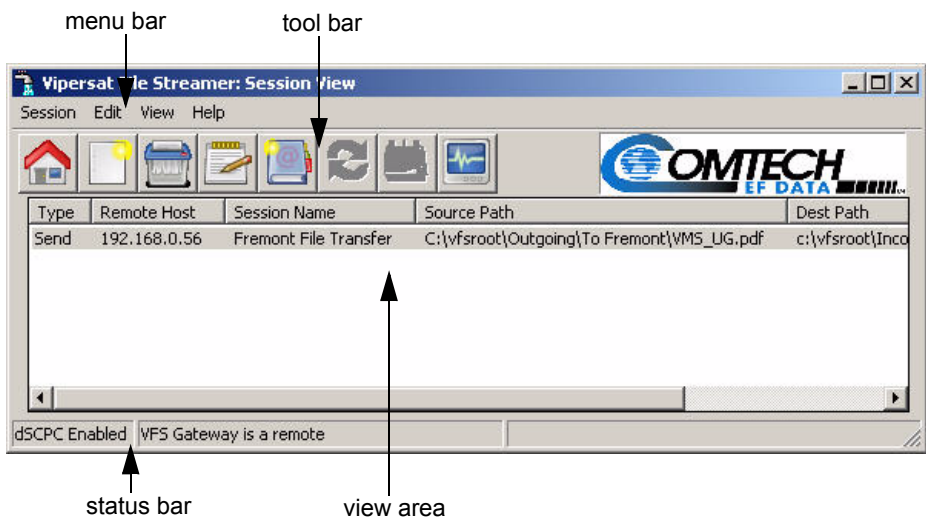 menu bar
tool bar
Vipersat File Streamer: Session View
Session Edit View Help
COMTECH
EF DATA
Type Remote Host Session Name Source Path Dest Path
Send 192.168.0.56 Fremont File Transfer C:\vfsroot\Outgoing\To Fremont\VMS_UG.pdf c:\vfsroot\Inco
dSCPC Enabled VFS Gateway is a remote
status bar
view area